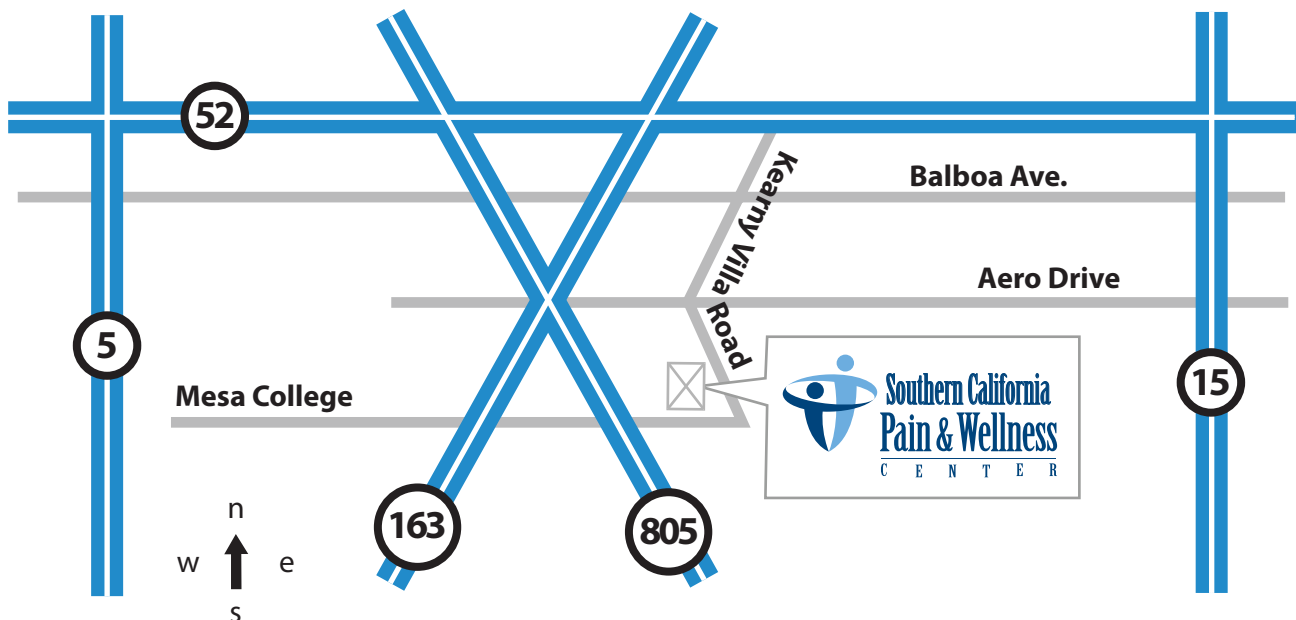 52
Balboa Ave.
Kearny Villa Road
Aero Drive
5
15
Mesa College
Southern California
Pain & Wellness
CENTER
163
805
n
w e
s